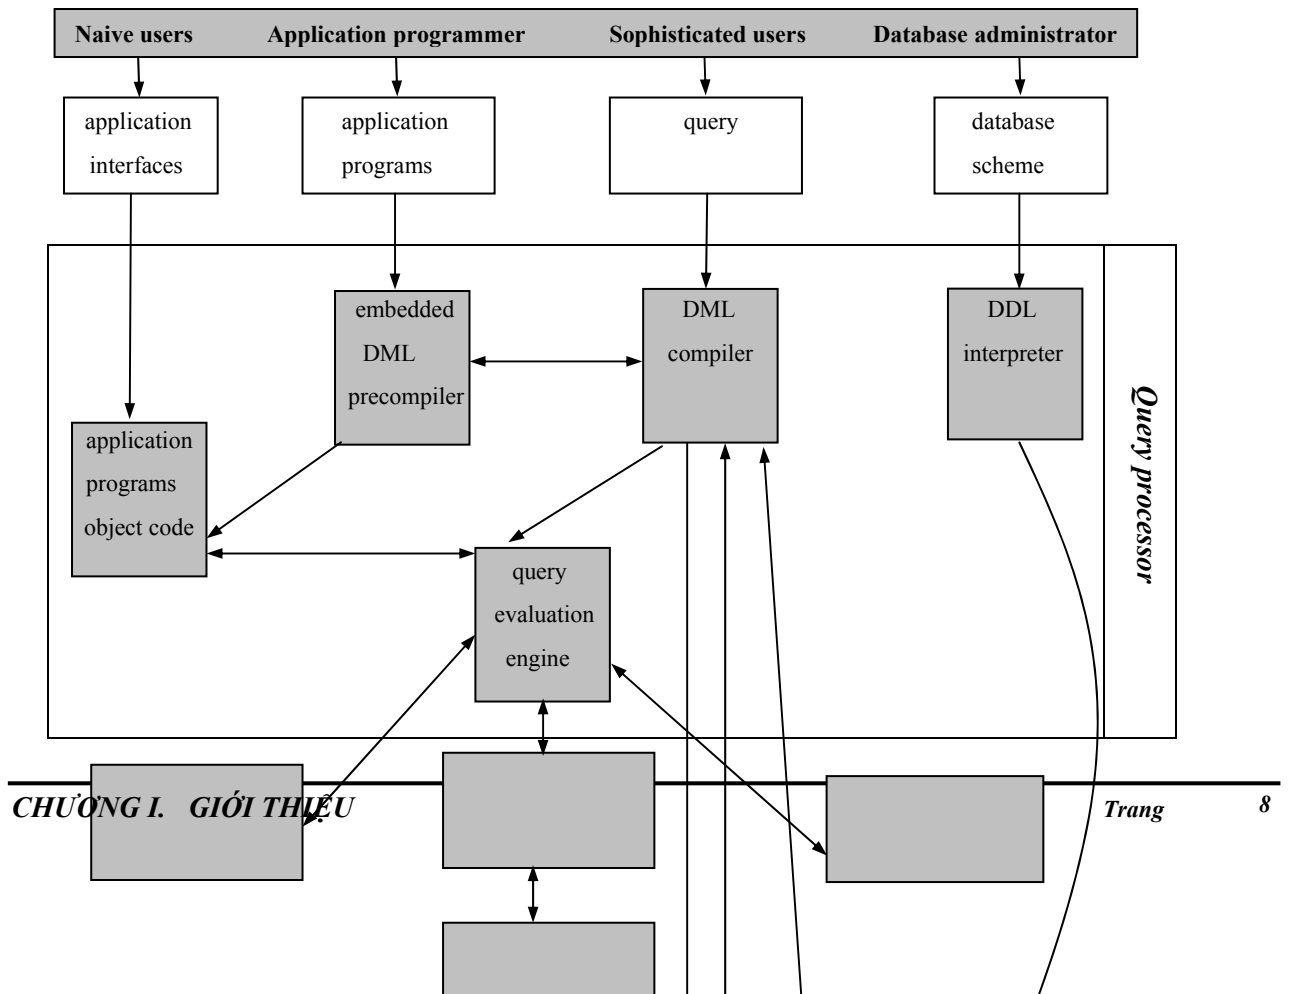 Naive users Application programmer Sophisticated users Database administrator
application
interfaces
application
programs
query
database
scheme
embedded
DML
precompiler
DML
compiler
DDL
interpreter
application
programs
object code
query
evaluation
engine
Query processor
CHƯƠNG I. GIỚI THIỆU Trang 8